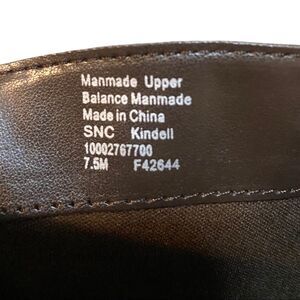 Manmade Upper
Balance Manmade
Made in China
SNC Kindell
10002767700
7.5M F42644